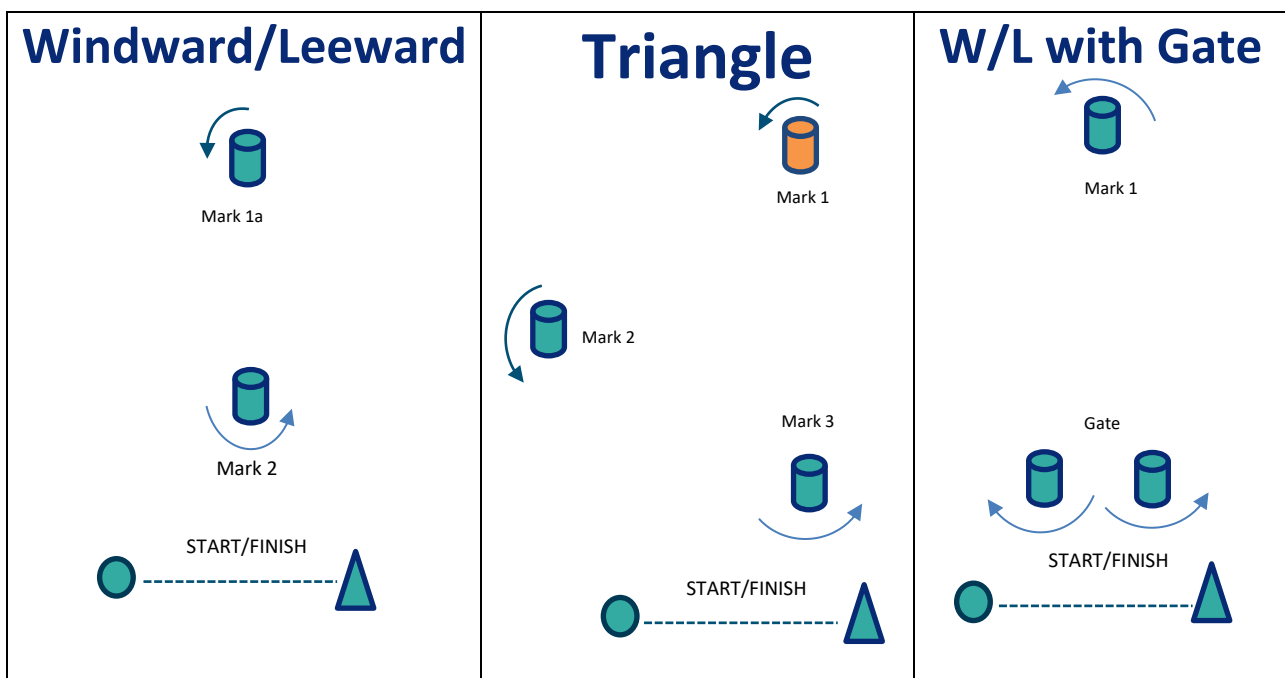 Windward/Leeward
Mark 1a
Mark 2
START/FINISH
Triangle
Mark 1
Mark 2
Mark 3
START/FINISH
W/L with Gate
Mark 1
Gate
START/FINISH